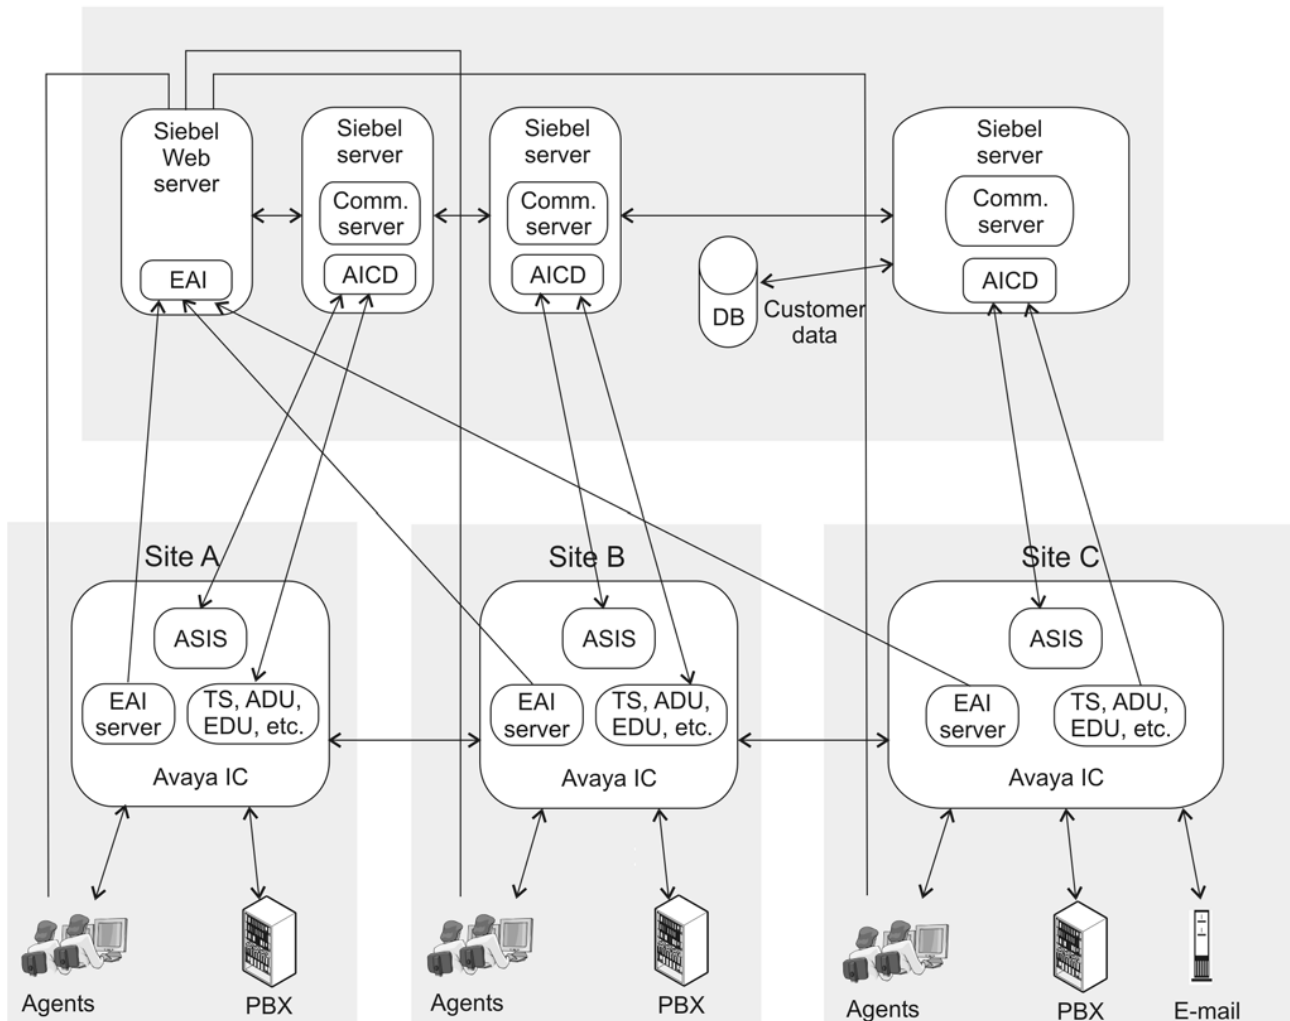 Siebel
Web
server
EAI
Siebel
server
Comm.
server
AICD
Siebel
server
Comm.
server
AICD
DB
Customer
data
Siebel
server
Comm.
server
AICD
Site A
ASIS
EAI
server
TS, ADU,
EDU, etc.
Avaya IC
Agents
PBX
Site B
ASIS
EAI
server
TS, ADU,
EDU, etc.
Avaya IC
Agents
PBX
Site C
ASIS
EAI
server
TS, ADU,
EDU, etc.
Avaya IC
Agents
PBX
E-mail